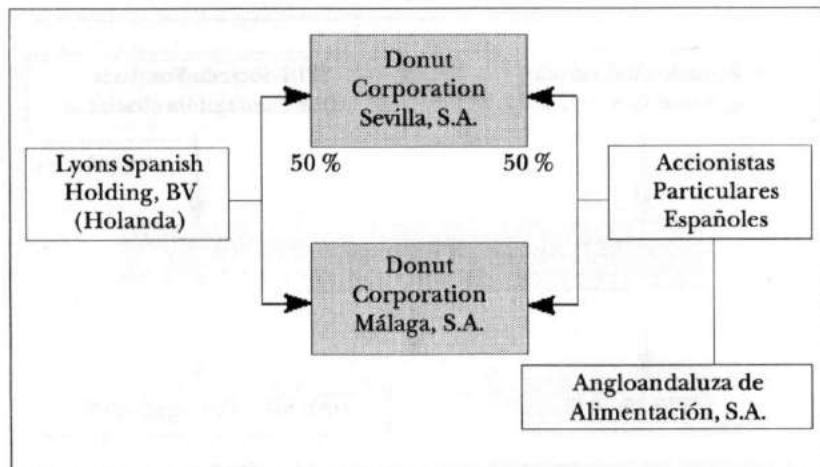 Donut
Corporation
Sevilla, S.A.
50 %
50 %
Lyons Spanish
Holding, BV
(Holanda)
Accionistas
Particulares
Españoles
Donut
Corporation
Málaga, S.A.
Angloandaluza de
Alimentación, S.A.